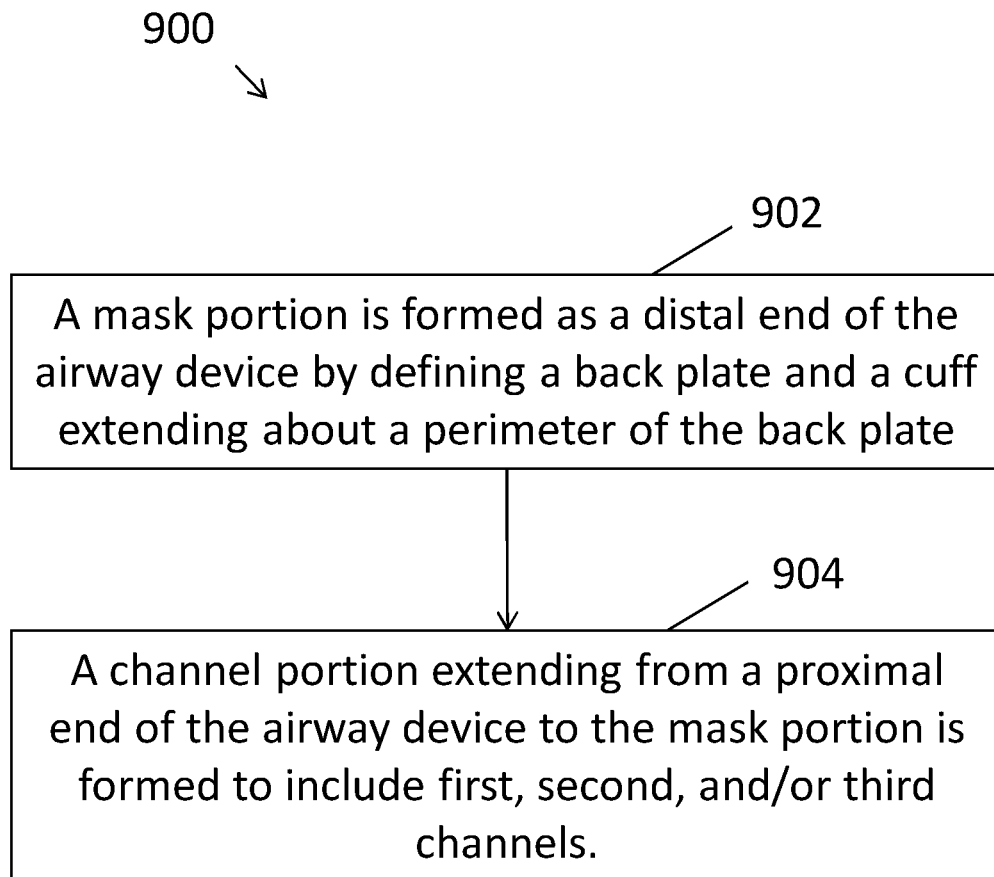 900
902
A mask portion is formed as a distal end of the
airway device by defining a back plate and a cuff
extending about a perimeter of the back plate
904
A channel portion extending from a proximal
end of the airway device to the mask portion is
formed to include first, second, and/or third
channels.